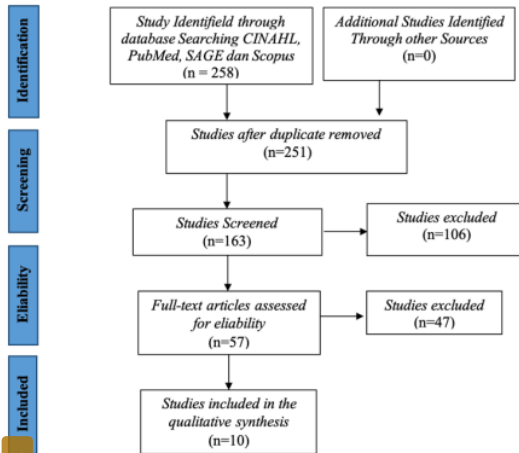 Identification
Study Identifield through
database Searching CINAHL,
PubMed, SAGE dan Scopus
(n = 258)
Additional Studies Identified
Through other Sources
(n=0)
Screening
Studies after duplicate removed
(n=251)
Studies Screened
(n=163)
Studies excluded
(n=106)
Eliability
Full-text articles assessed
for eliability
(n=57)
Studies excluded
(n=47)
Included
Studies included in the
qualitative synthesis
(n=10)